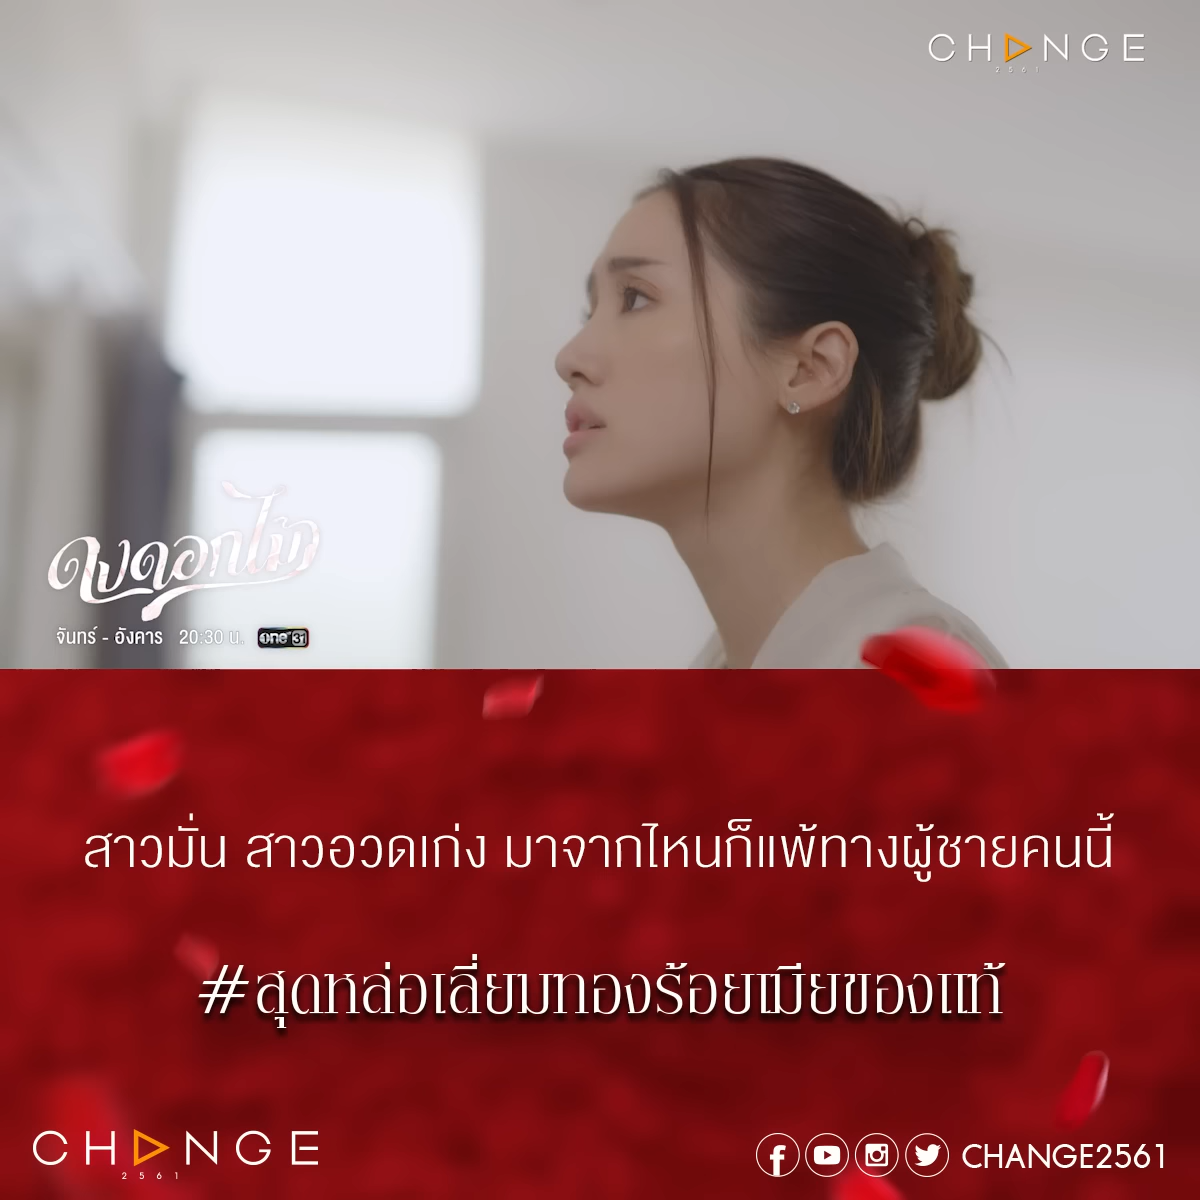 CHANGE
2561
ดงดอกไม้
จันทร์ - อังคาร 20:30 น. one 31
สาวมั่น สาวอวดเก่ง มาจากไหนก็แพ้ทางผู้ชายคนนี้
#สุดหล่อเลี่ยมทองร้อยเมียของแท้
CHANGE
2561
CHANGE2561